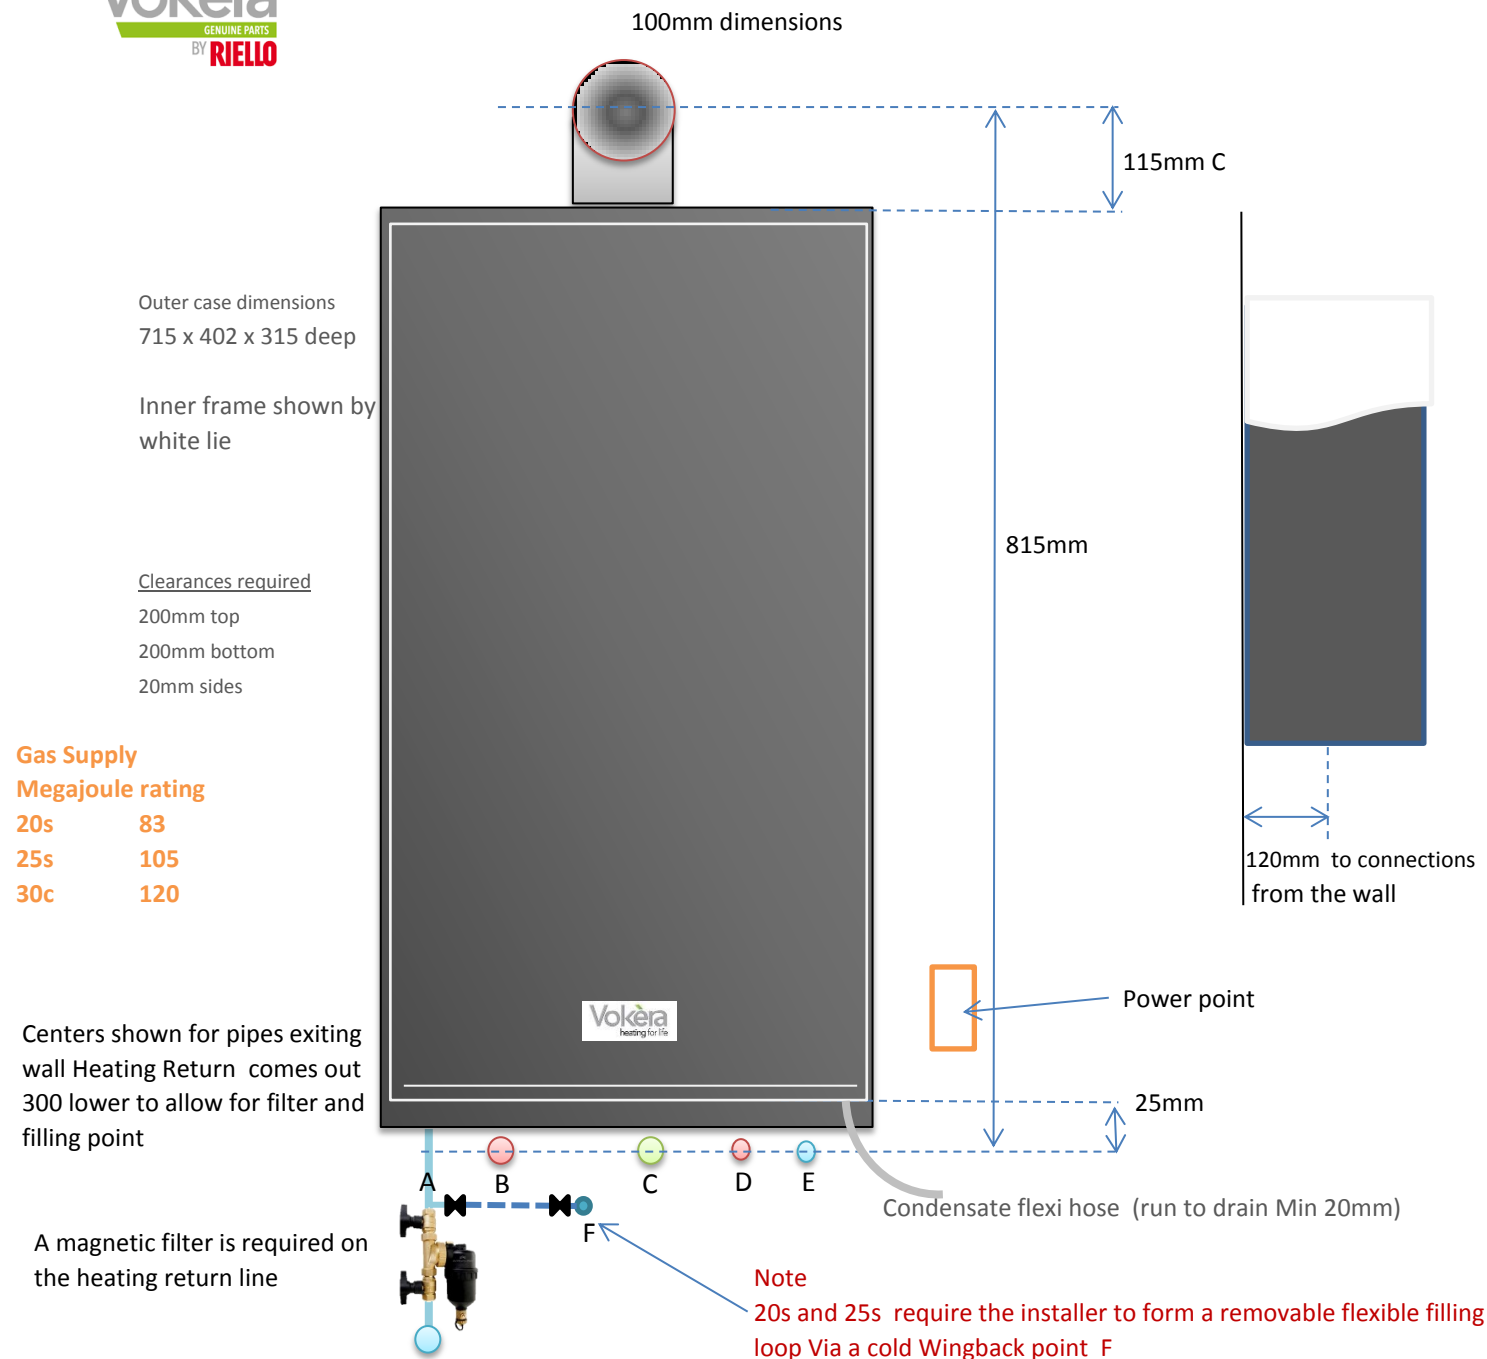 Vokèra
GENUINE PARTS
BY RIELLO
100mm dimensions
115mm C
Outer case dimensions
715 x 402 x 315 deep
Inner frame shown by
white lie
815mm
Clearances required
200mm top
200mm bottom
20mm sides
Gas Supply
Megajoule rating
20s 83
25s 105
30c 120
120mm to connections
from the wall
Power point
Vokèra
heating for life
Centers shown for pipes exiting
wall Heating Return comes out
300 lower to allow for filter and
filling point
25mm
A B C D E
F
Condensate flexi hose (run to drain Min 20mm)
A magnetic filter is required on
the heating return line
Note
20s and 25s require the installer to form a removable flexible filling
loop Via a cold Wingback point F